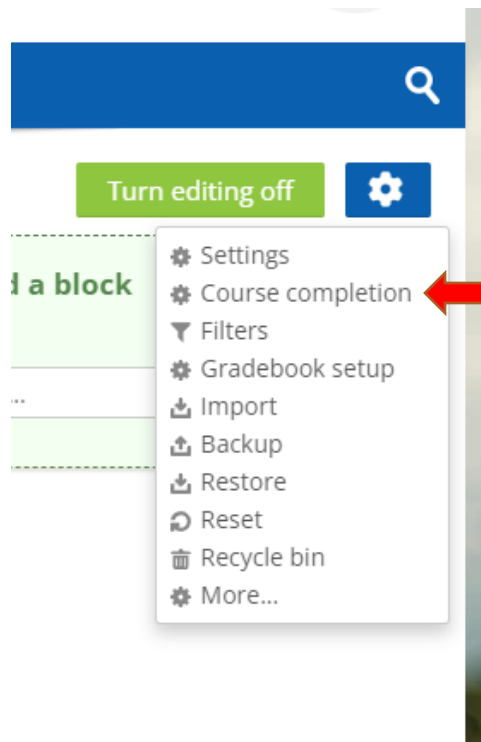 Turn editing off
Settings
d a block
Course completion
Filters
Gradebook setup
...
Import
Backup
Restore
Reset
Recycle bin
More...